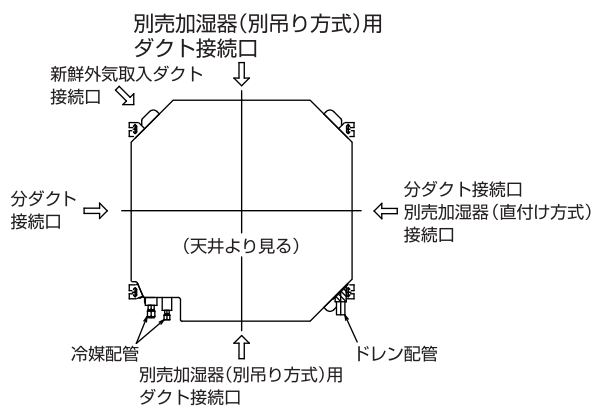 別売加湿器（別吊り方式）用
ダクト接続口
新鮮外気取入ダクト
接続口
分ダクト
接続口
分ダクト接続口
別売加湿器（直付け方式）
接続口
（天井より見る）
冷媒配管
ドレン配管
別売加湿器（別吊り方式）用
ダクト接続口